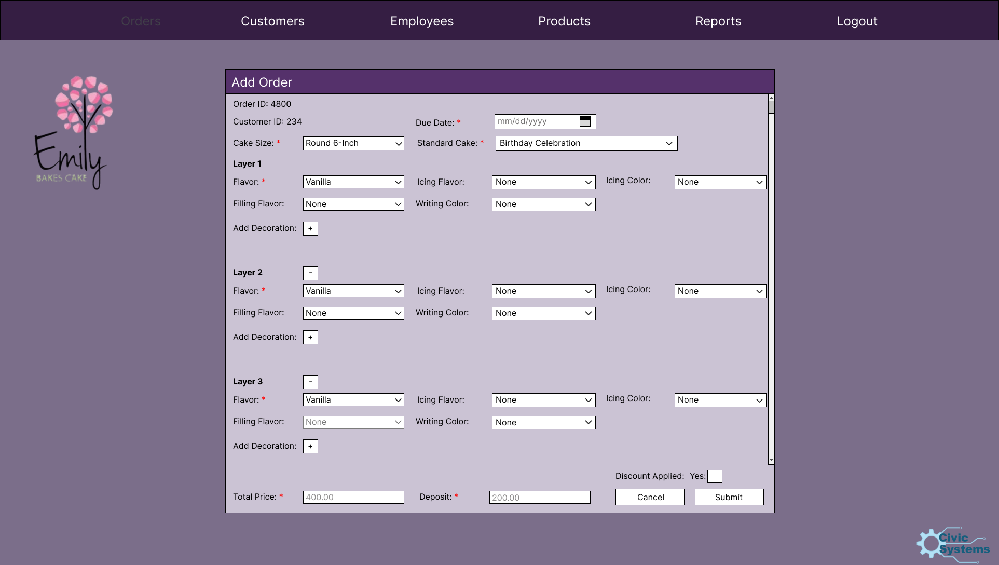 Orders Customers Employees Products Reports Logout
Emily
BAKES CAKE
Add Order
Order ID: 4800
Customer ID: 234 Due Date: * mm/dd/yyyy
Cake Size: * Round 6-Inch Standard Cake: * Birthday Celebration
Layer 1
Flavor: * Vanilla Icing Flavor: None Icing Color: None
Filling Flavor: None Writing Color: None
Add Decoration: +
Layer 2 -
Flavor: * Vanilla Icing Flavor: None Icing Color: None
Filling Flavor: None Writing Color: None
Add Decoration: +
Layer 3 -
Flavor: * Vanilla Icing Flavor: None Icing Color: None
Filling Flavor: None Writing Color: None
Add Decoration: +
Discount Applied: Yes:
Total Price: * 400.00 Deposit: * 200.00 Cancel Submit
Civic
Systems